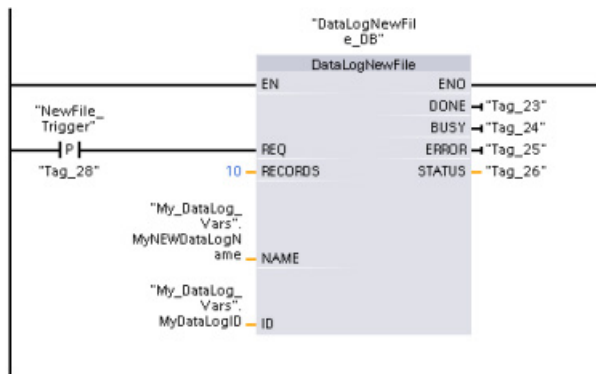 "DataLogNewFil
e_DB"
DataLogNewFile
EN ENO
DONE "Tag_23"
"NewFile_
Trigger"
BUSY "Tag_24"
P REQ ERROR "Tag_25"
"Tag_28" 10 RECORDS STATUS "Tag_26"
"My_DataLog_
Vars".
MyNEWDataLogN
ame NAME
"My_DataLog_
Vars".
MyDataLogID ID